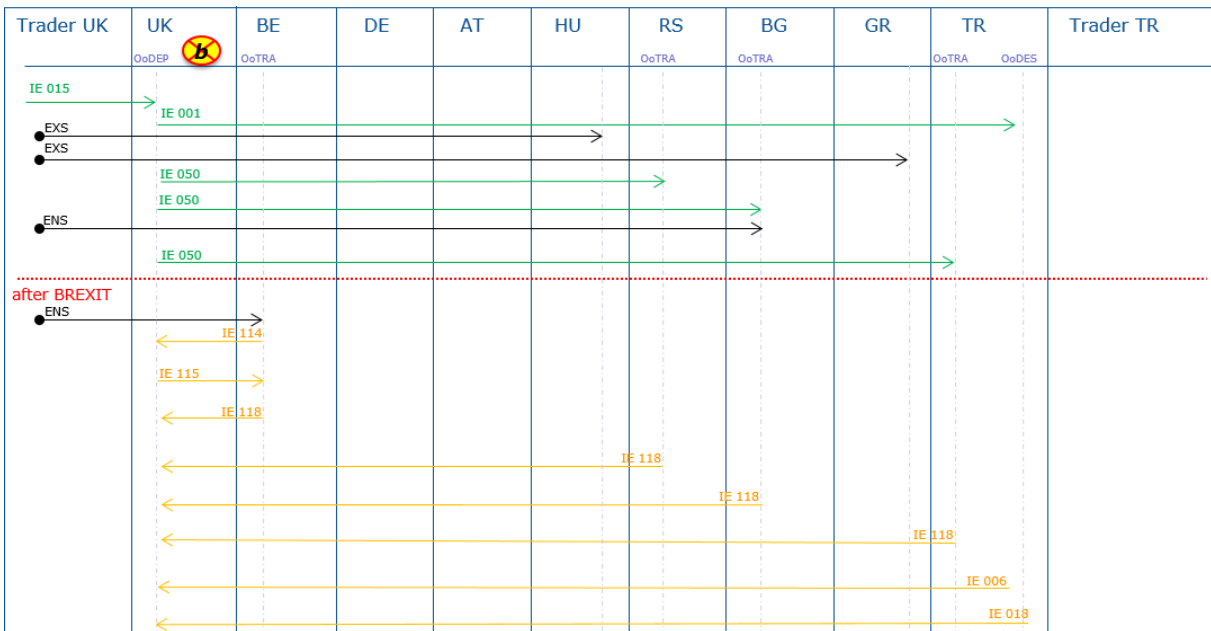 Trader UK UK BE DE AT HU RS BG GR TR Trader TR
b
OoDEP OoTRA OoTRA OoTRA OoTRA OoDES
IE 015
IE 001
EXS
EXS
IE 050
IE 050
ENS
IE 050
after BREXIT
ENS
IE 114
IE 115
IE 118
IE 118
IE 118
IE 118
IE 006
IE 018